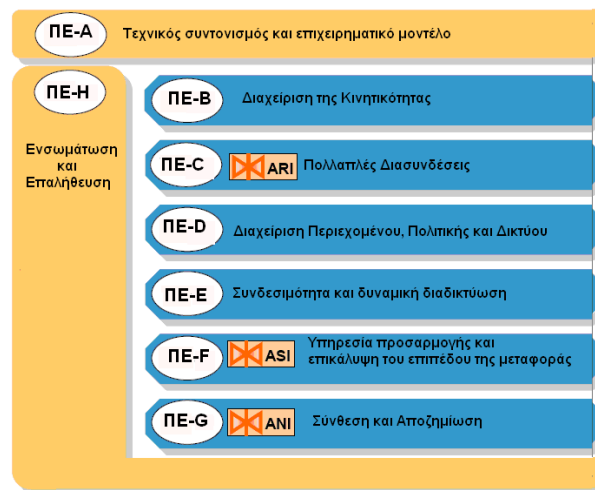 ΠΕ-Α Τεχνικός συντονισμός και επιχειρηματικό μοντέλο
ΠΕ-Η
Ενσωμάτωση
και
Επαλήθευση
ΠΕ-Β Διαχείριση της Κινητικότητας
ΠΕ-C ARI Πολλαπλές Διασυνδέσεις
ΠΕ-D Διαχείριση Περιεχομένου, Πολιτικής και Δικτύου
ΠΕ-Ε Συνδεσιμότητα και δυναμική διαδικτύωση
ΠΕ-F ASI Υπηρεσία προσαρμογής και
επικάλυψη του επιπέδου της μεταφοράς
ΠΕ-G ANI Σύνθεση και Αποζημίωση